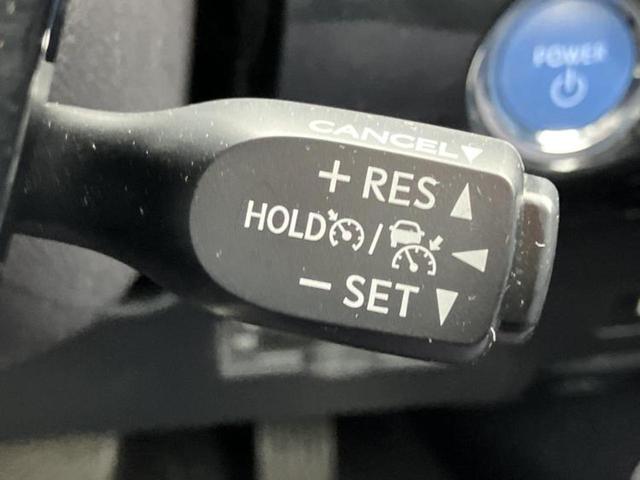 POWER
CANCEL▼
+ RES ▲
HOLD / ◀
− SET ▼